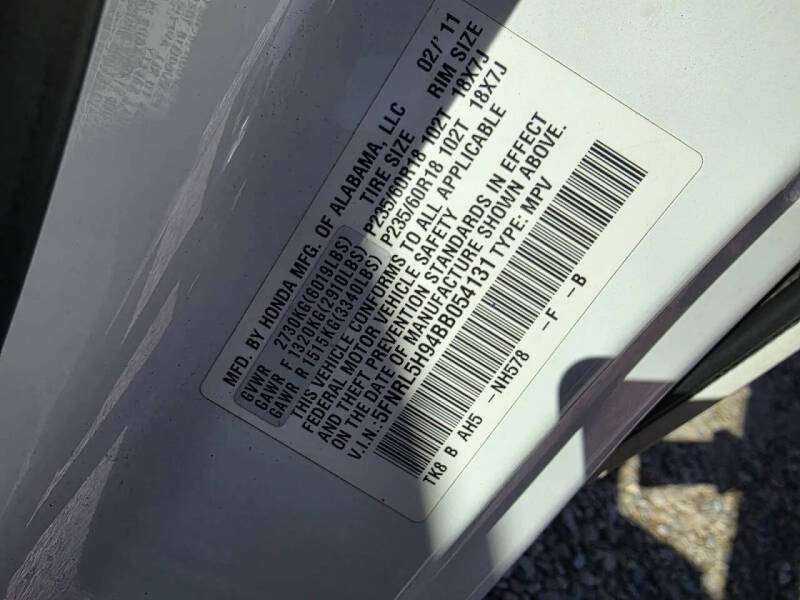 MFD. BY HONDA MFG. OF ALABAMA, LLC 02/'11
TIRE SIZE RIM SIZE
GVWR 2730KG(6019LBS)
GAWR F 1320KG(2910LBS) P235/60R18 102T 18X7J
GAWR R 1515KG(3340LBS) P235/60R18 102T 18X7J
THIS VEHICLE CONFORMS TO ALL APPLICABLE
FEDERAL MOTOR VEHICLE SAFETY
AND THEFT PREVENTION STANDARDS IN EFFECT
ON THE DATE OF MANUFACTURE SHOWN ABOVE.
V.I.N.:5FNRL5H94BB054131 TYPE: MPV
TK8 B AH5 -NH578 -F -B